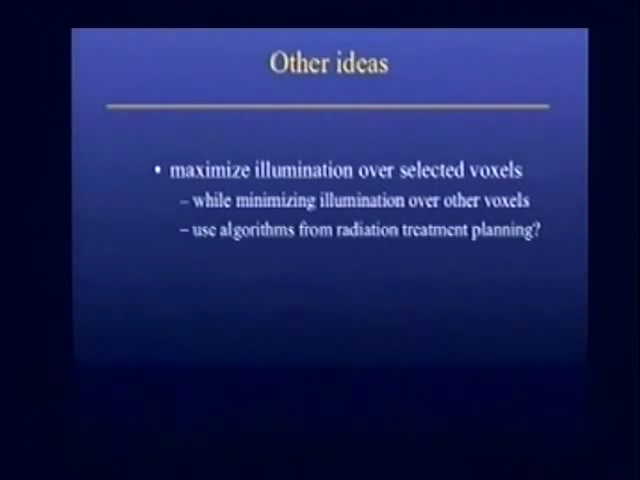 Other ideas
• maximize illumination over selected voxels
– while minimizing illumination over other voxels
– use algorithms from radiation treatment planning?